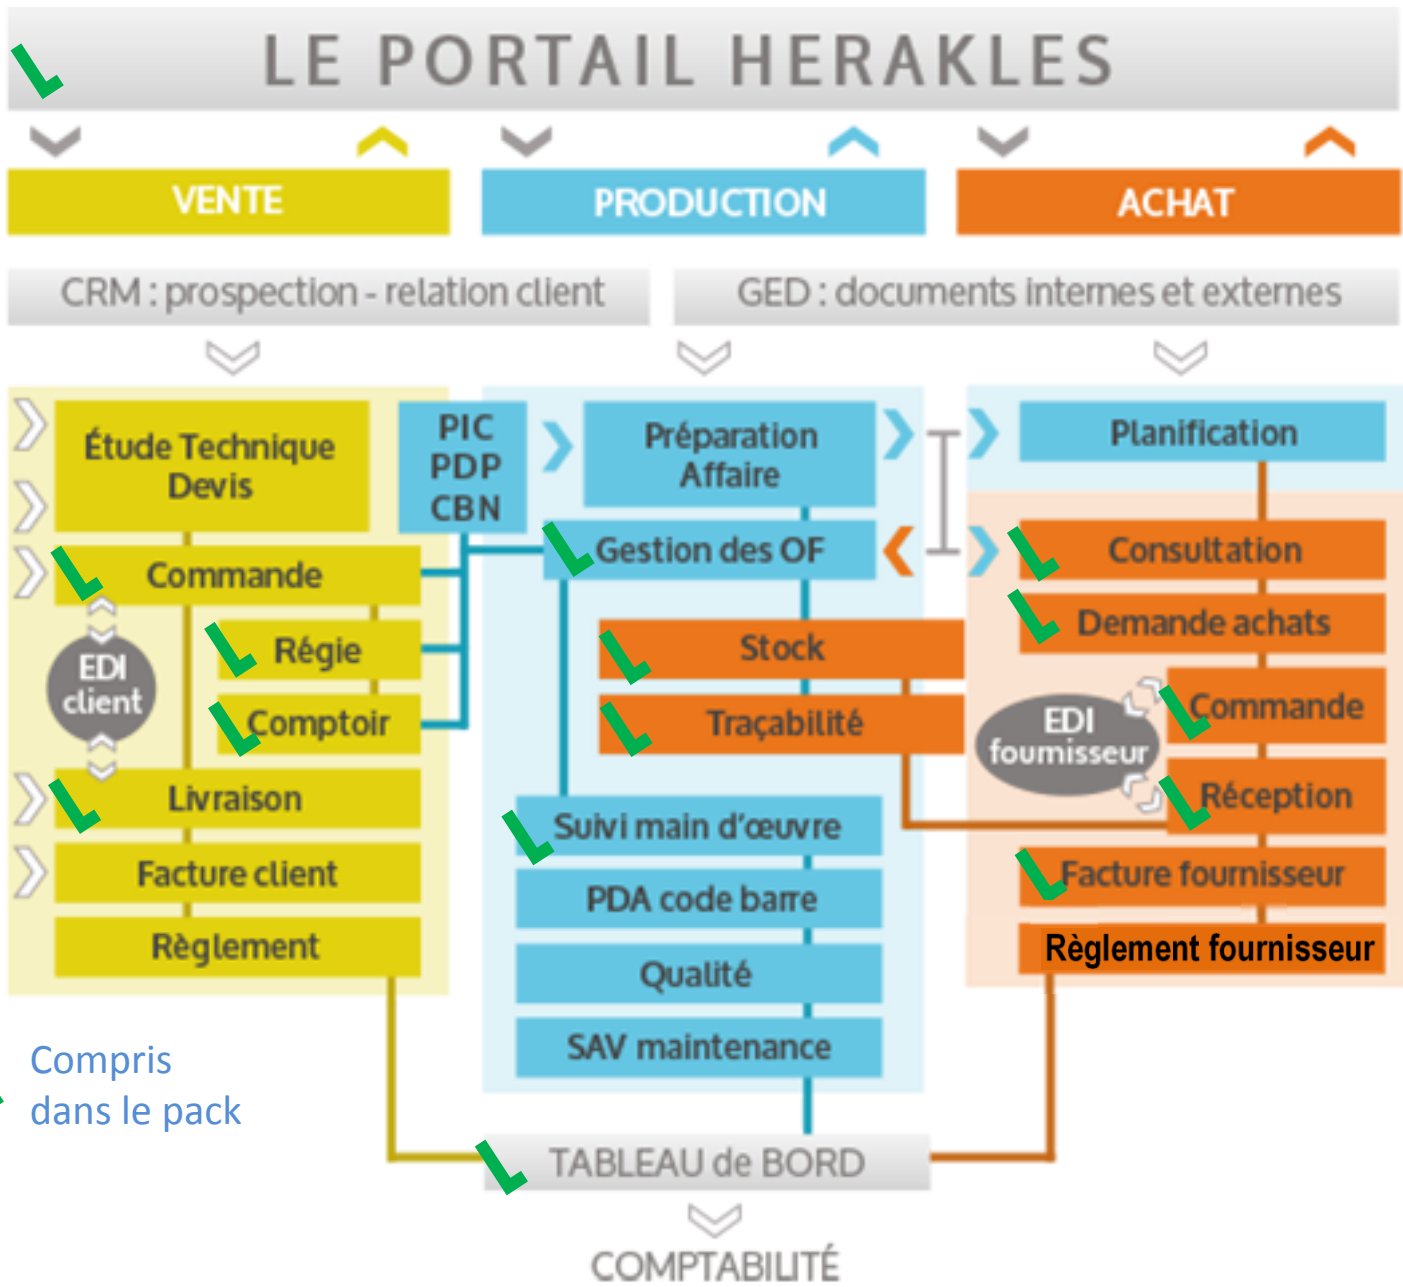 LE PORTAIL HERAKLES
VENTE
PRODUCTION
ACHAT
CRM : prospection - relation client
GED : documents internes et externes
Étude Technique
Devis
Commande
Régie
Comptoir
EDI
client
Livraison
Facture client
Règlement
PIC
PDP
CBN
Préparation
Affaire
Gestion des OF
Stock
Traçabilité
Suivi main d'œuvre
PDA code barre
Qualité
SAV maintenance
Planification
Consultation
Demande achats
Commande
EDI
fournisseur
Réception
Facture fournisseur
Règlement fournisseur
Compris
dans le pack
TABLEAU de BORD
COMPTABILITÉ